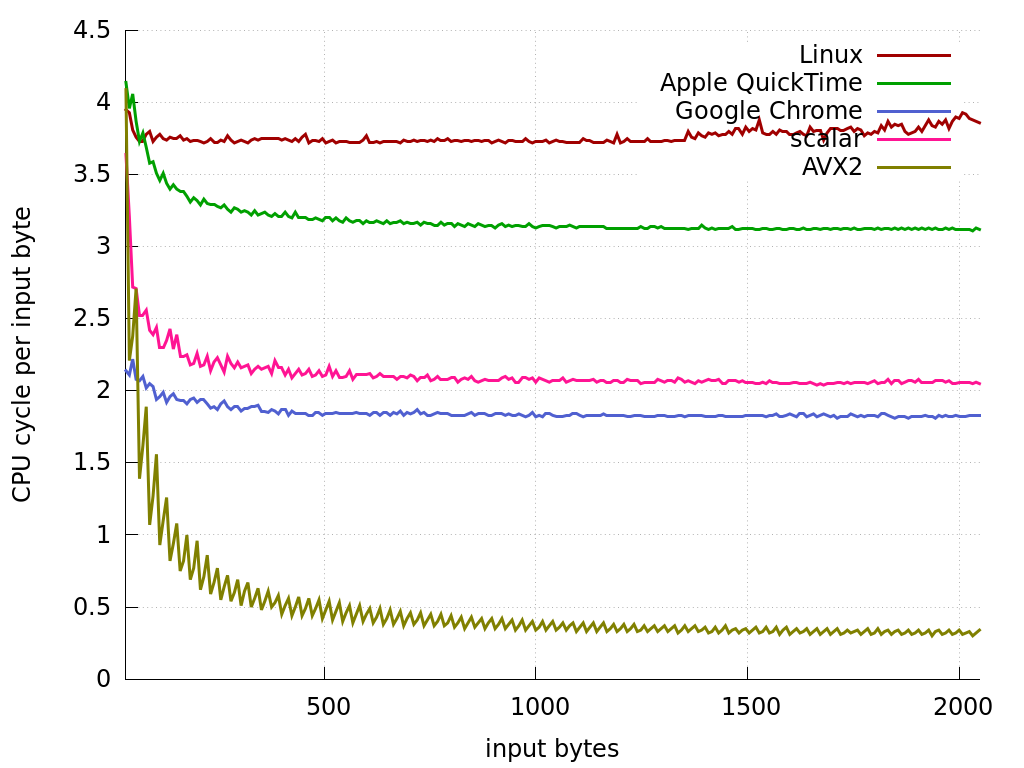 4.5
4
3.5
3
2.5
2
1.5
1
0.5
0
CPU cycle per input byte
Linux
Apple QuickTime
Google Chrome
scalar
AVX2
500
1000
1500
2000
input bytes